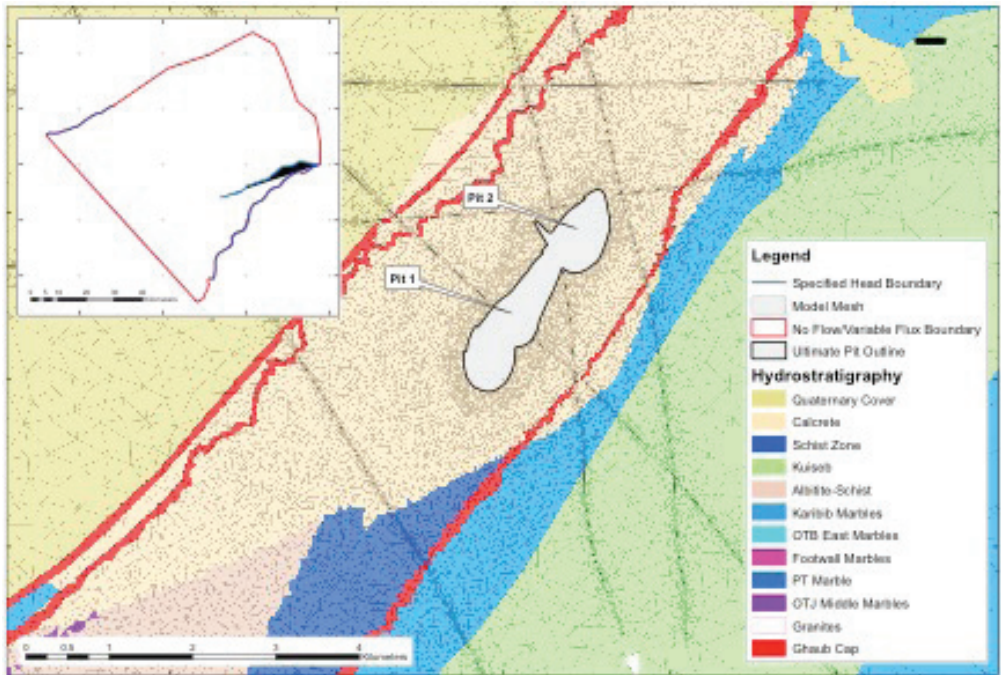 Pit 2
Pit 1
Legend
Specified Head Boundary
Model Mesh
No Flow/Variable Flux Boundary
Ultimate Pit Outline
Hydrostratigraphy
Quaternary Cover
Calcrete
Schist Zone
Kuiseb
Albitite-Schist
Karibib Marbles
OTB East Marbles
Footwall Marbles
PT Marble
OTJ Middle Marbles
Granites
Ghaub Cap
0 0.5 1 2 3 4
Kilometers